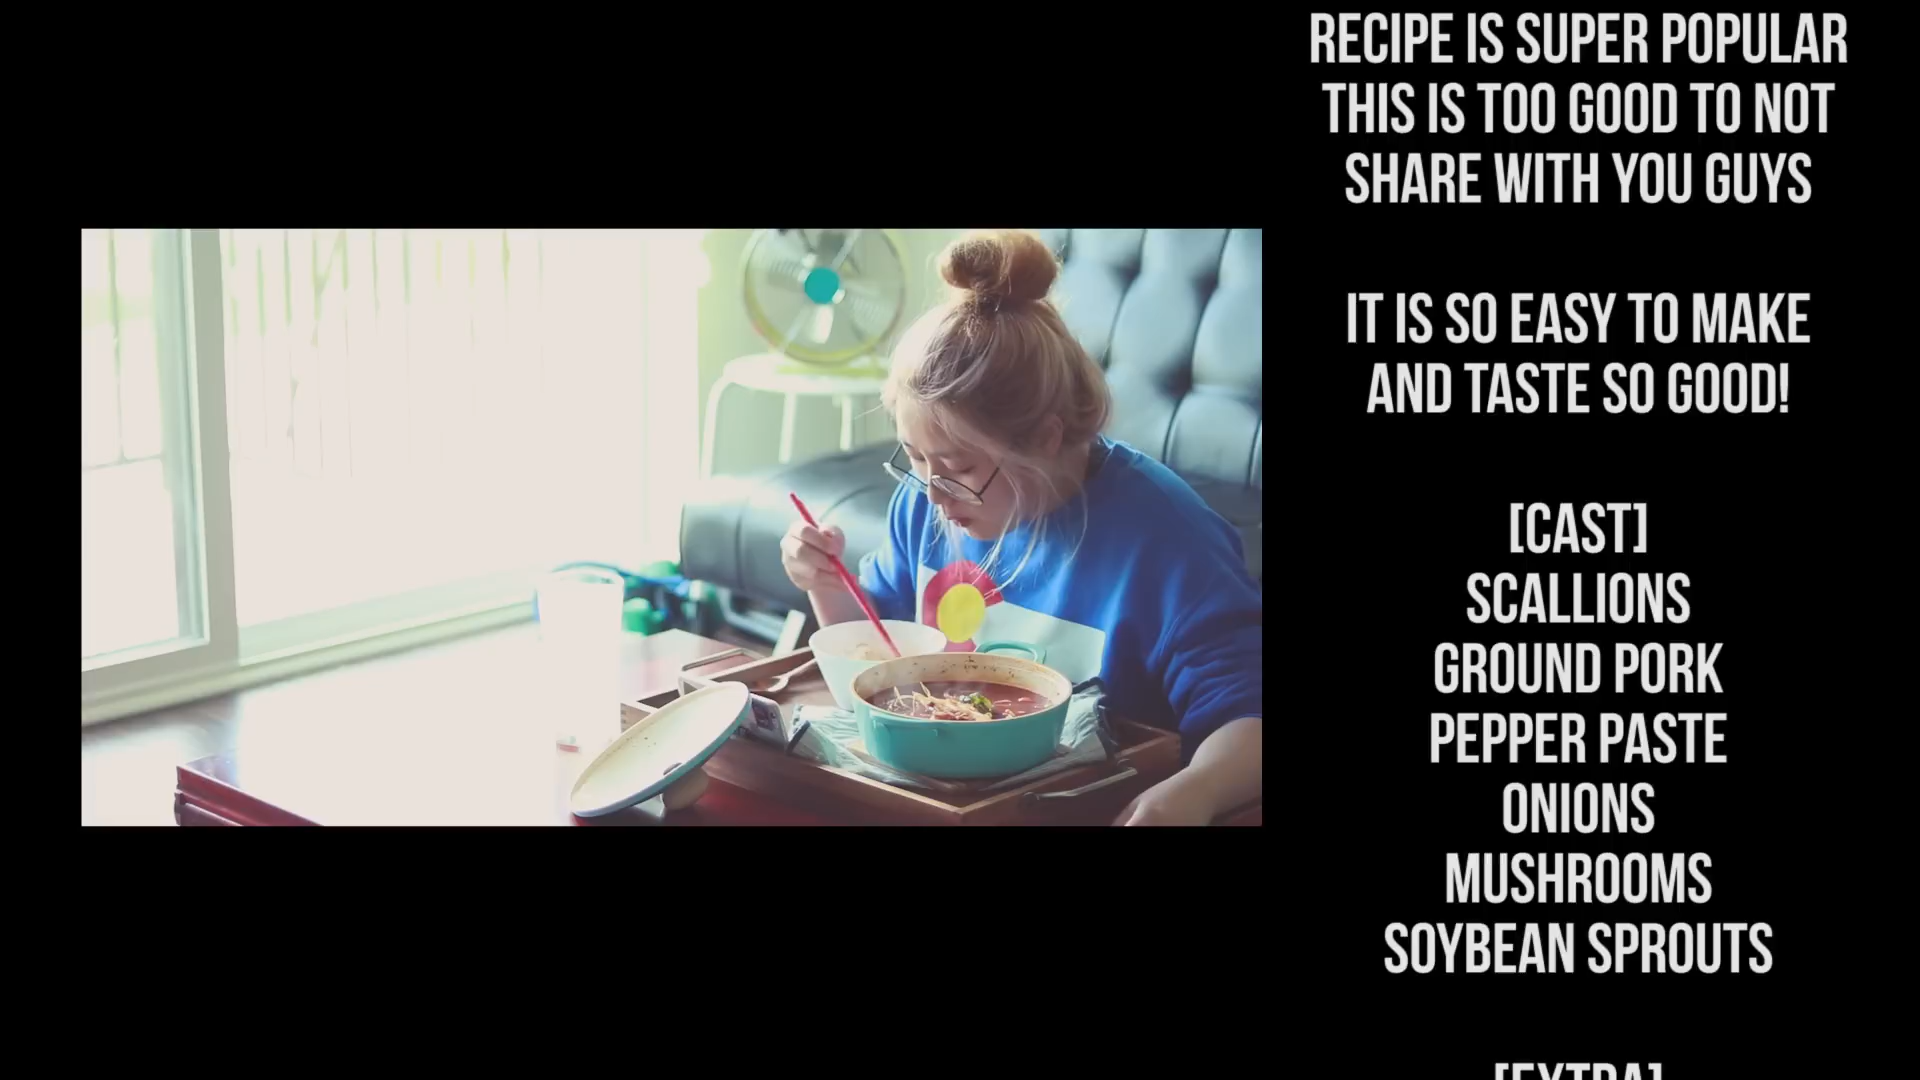 RECIPE IS SUPER POPULAR
THIS IS TOO GOOD TO NOT
SHARE WITH YOU GUYS
IT IS SO EASY TO MAKE
AND TASTE SO GOOD!
[CAST]
SCALLIONS
GROUND PORK
PEPPER PASTE
ONIONS
MUSHROOMS
SOYBEAN SPROUTS
[EXTRA]